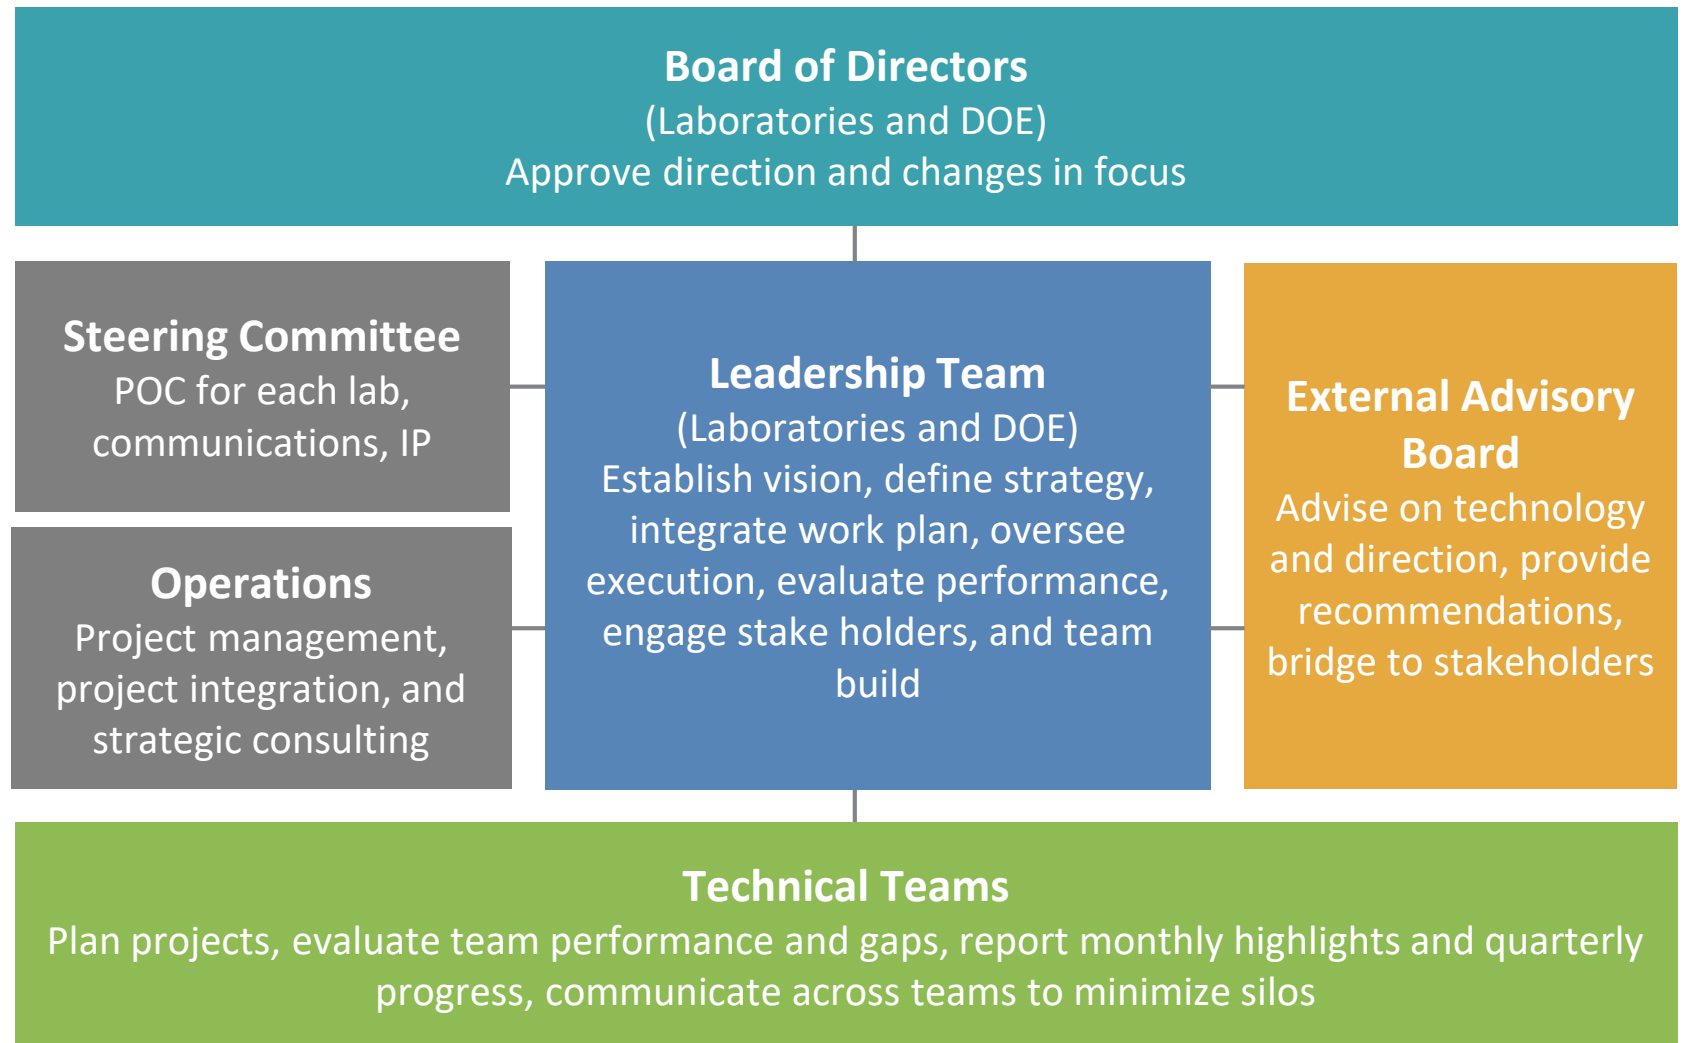 Board of Directors
(Laboratories and DOE)
Approve direction and changes in focus
Steering Committee
POC for each lab,
communications, IP
Operations
Project management,
project integration, and
strategic consulting
Leadership Team
(Laboratories and DOE)
Establish vision, define strategy,
integrate work plan, oversee
execution, evaluate performance,
engage stake holders, and team
build
External Advisory
Board
Advise on technology
and direction, provide
recommendations,
bridge to stakeholders
Technical Teams
Plan projects, evaluate team performance and gaps, report monthly highlights and quarterly
progress, communicate across teams to minimize silos